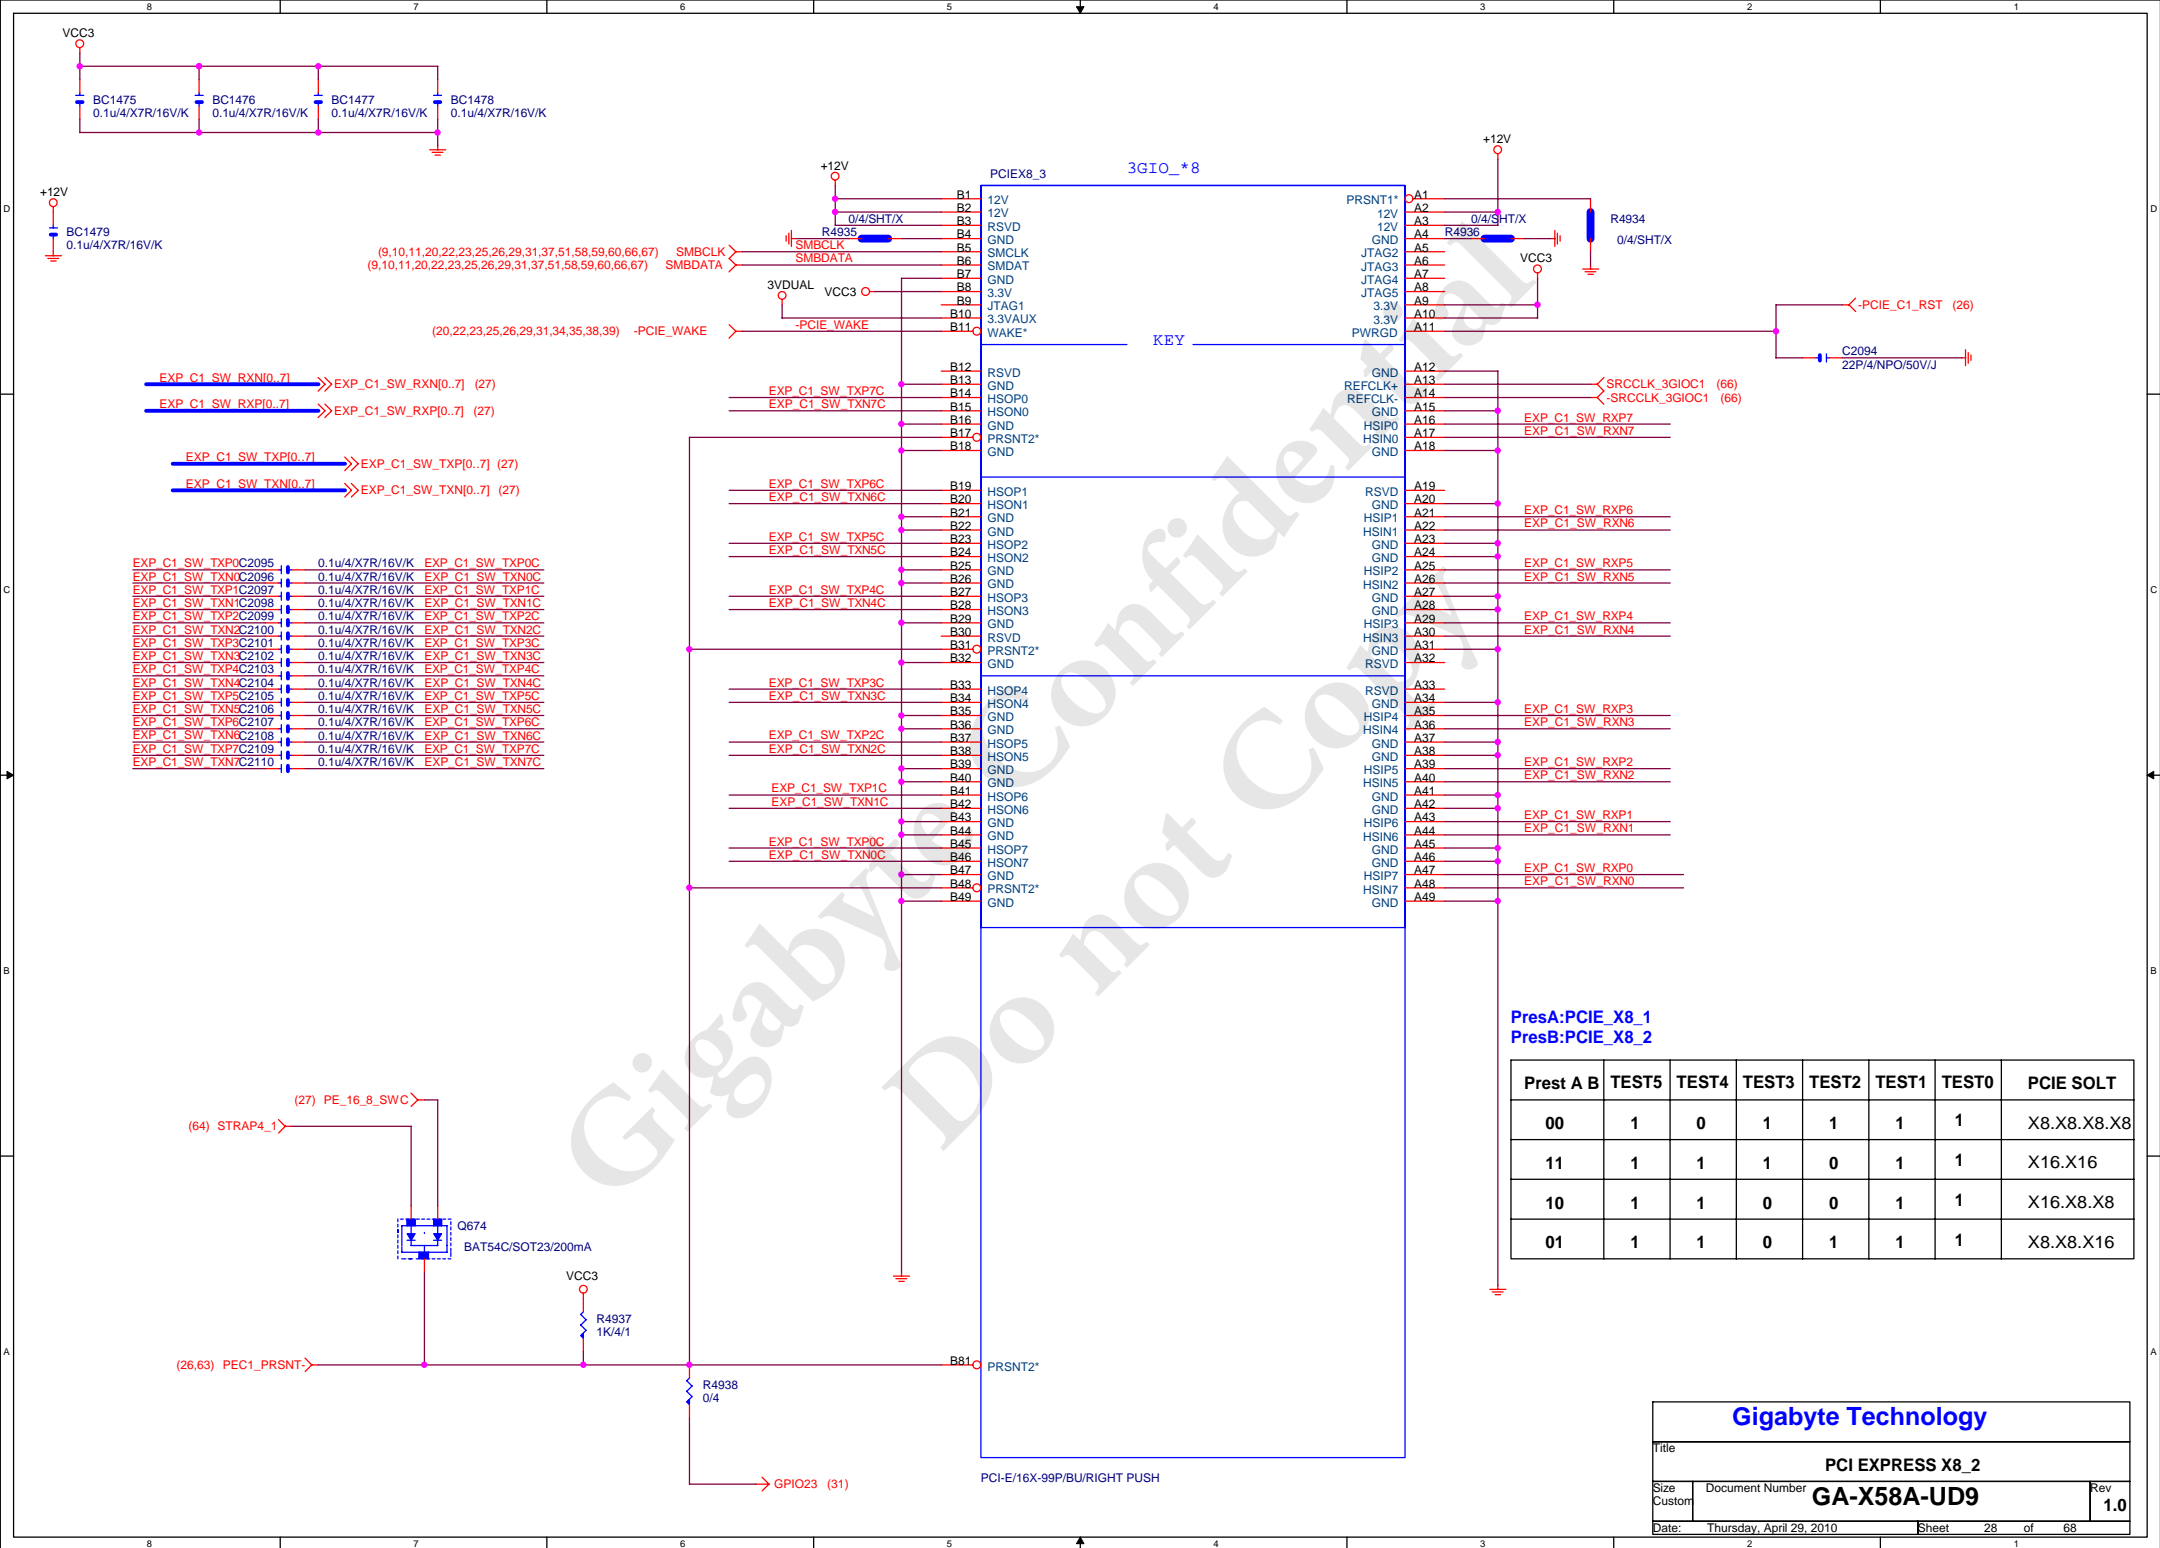 8 7 6 5 4 3 2 1
VCC3
BC1475
0.1u/4/X7R/16V/K
BC1476
0.1u/4/X7R/16V/K
BC1477
0.1u/4/X7R/16V/K
BC1478
0.1u/4/X7R/16V/K
+12V
BC1479
0.1u/4/X7R/16V/K
D
+12V
PCIEX8_3
3GIO_*8
+12V
0/4/SHT/X
R4935
0/4/SHT/X
R4936
R4934
0/4/SHT/X
D
(9,10,11,20,22,23,25,26,29,31,37,51,58,59,60,66,67) SMBCLK
SMBCLK
(9,10,11,20,22,23,25,26,29,31,37,51,58,59,60,66,67) SMBDATA
SMBDATA
3VDUAL
VCC3
VCC3
(20,22,23,25,26,29,31,34,35,38,39) -PCIE_WAKE
-PCIE_WAKE
-PCIE_C1_RST (26)
C2094
22P/4/NPO/50V/J
B1 12V PRSNT1* A1
B2 12V 12V A2
B3 RSVD 12V A3
B4 GND GND A4
B5 SMCLK JTAG2 A5
B6 SMDAT JTAG3 A6
B7 GND JTAG4 A7
B8 3.3V JTAG5 A8
B9 JTAG1 3.3V A9
B10 3.3VAUX 3.3V A10
B11 WAKE* PWRGD A11
KEY
B12 RSVD GND A12
B13 GND REFCLK+ A13 SRCCLK_3GIOC1 (66)
EXP_C1_SW_TXP7C B14 HSOP0 REFCLK- A14 -SRCCLK_3GIOC1 (66)
EXP_C1_SW_TXN7C B15 HSON0 GND A15
B16 GND HSIP0 A16 EXP_C1_SW_RXP7
B17 PRSNT2* HSIN0 A17 EXP_C1_SW_RXN7
B18 GND GND A18
EXP_C1_SW_TXP6C B19 HSOP1 RSVD A19
EXP_C1_SW_TXN6C B20 HSON1 GND A20
B21 GND HSIP1 A21 EXP_C1_SW_RXP6
B22 GND HSIN1 A22 EXP_C1_SW_RXN6
EXP_C1_SW_TXP5C B23 HSOP2 GND A23
EXP_C1_SW_TXN5C B24 HSON2 GND A24
B25 GND HSIP2 A25 EXP_C1_SW_RXP5
B26 GND HSIN2 A26 EXP_C1_SW_RXN5
EXP_C1_SW_TXP4C B27 HSOP3 GND A27
EXP_C1_SW_TXN4C B28 HSON3 GND A28
B29 GND HSIP3 A29 EXP_C1_SW_RXP4
B30 RSVD HSIN3 A30 EXP_C1_SW_RXN4
B31 PRSNT2* GND A31
B32 GND RSVD A32
EXP_C1_SW_TXP3C B33 HSOP4 RSVD A33
EXP_C1_SW_TXN3C B34 HSON4 GND A34
B35 GND HSIP4 A35 EXP_C1_SW_RXP3
B36 GND HSIN4 A36 EXP_C1_SW_RXN3
EXP_C1_SW_TXP2C B37 HSOP5 GND A37
EXP_C1_SW_TXN2C B38 HSON5 GND A38
B39 GND HSIP5 A39 EXP_C1_SW_RXP2
B40 GND HSIN5 A40 EXP_C1_SW_RXN2
EXP_C1_SW_TXP1C B41 HSOP6 GND A41
EXP_C1_SW_TXN1C B42 HSON6 GND A42
B43 GND HSIP6 A43 EXP_C1_SW_RXP1
B44 GND HSIN6 A44 EXP_C1_SW_RXN1
EXP_C1_SW_TXP0C B45 HSOP7 GND A45
EXP_C1_SW_TXN0C B46 HSON7 GND A46
B47 GND HSIP7 A47 EXP_C1_SW_RXP0
B48 PRSNT2* HSIN7 A48 EXP_C1_SW_RXN0
B49 GND GND A49
EXP_C1_SW_RXN[0..7] EXP_C1_SW_RXN[0..7] (27)
EXP_C1_SW_RXP[0..7] EXP_C1_SW_RXP[0..7] (27)
EXP_C1_SW_TXP[0..7] EXP_C1_SW_TXP[0..7] (27)
EXP_C1_SW_TXN[0..7] EXP_C1_SW_TXN[0..7] (27)
C
C
EXP_C1_SW_TXP0 C2095 0.1u/4/X7R/16V/K EXP_C1_SW_TXP0C
EXP_C1_SW_TXN0 C2096 0.1u/4/X7R/16V/K EXP_C1_SW_TXN0C
EXP_C1_SW_TXP1 C2097 0.1u/4/X7R/16V/K EXP_C1_SW_TXP1C
EXP_C1_SW_TXN1 C2098 0.1u/4/X7R/16V/K EXP_C1_SW_TXN1C
EXP_C1_SW_TXP2 C2099 0.1u/4/X7R/16V/K EXP_C1_SW_TXP2C
EXP_C1_SW_TXN2 C2100 0.1u/4/X7R/16V/K EXP_C1_SW_TXN2C
EXP_C1_SW_TXP3 C2101 0.1u/4/X7R/16V/K EXP_C1_SW_TXP3C
EXP_C1_SW_TXN3 C2102 0.1u/4/X7R/16V/K EXP_C1_SW_TXN3C
EXP_C1_SW_TXP4 C2103 0.1u/4/X7R/16V/K EXP_C1_SW_TXP4C
EXP_C1_SW_TXN4 C2104 0.1u/4/X7R/16V/K EXP_C1_SW_TXN4C
EXP_C1_SW_TXP5 C2105 0.1u/4/X7R/16V/K EXP_C1_SW_TXP5C
EXP_C1_SW_TXN5 C2106 0.1u/4/X7R/16V/K EXP_C1_SW_TXN5C
EXP_C1_SW_TXP6 C2107 0.1u/4/X7R/16V/K EXP_C1_SW_TXP6C
EXP_C1_SW_TXN6 C2108 0.1u/4/X7R/16V/K EXP_C1_SW_TXN6C
EXP_C1_SW_TXP7 C2109 0.1u/4/X7R/16V/K EXP_C1_SW_TXP7C
EXP_C1_SW_TXN7 C2110 0.1u/4/X7R/16V/K EXP_C1_SW_TXN7C
Gigabyte Confidential
Do not Copy
B
B
PresA:PCIE_X8_1
PresB:PCIE_X8_2
Prest A B TEST5 TEST4 TEST3 TEST2 TEST1 TEST0 PCIE SOLT
00 1 0 1 1 1 1 X8.X8.X8.X8
11 1 1 1 0 1 1 X16.X16
10 1 1 0 0 1 1 X16.X8.X8
01 1 1 0 1 1 1 X8.X8.X16
(27) PE_16_8_SWC
(64) STRAP4_1
Q674
BAT54C/SOT23/200mA
VCC3
R4937
1K/4/1
A
A
(26,63) PEC1_PRSNT-
B81 PRSNT2*
R4938
0/4
GPIO23 (31)
PCI-E/16X-99P/BU/RIGHT PUSH
Gigabyte Technology
Title
PCI EXPRESS X8_2
Size
Custom
Document Number
GA-X58A-UD9
Rev
1.0
Date: Thursday, April 29, 2010 Sheet 28 of 68
8 7 6 5 4 3 2 1